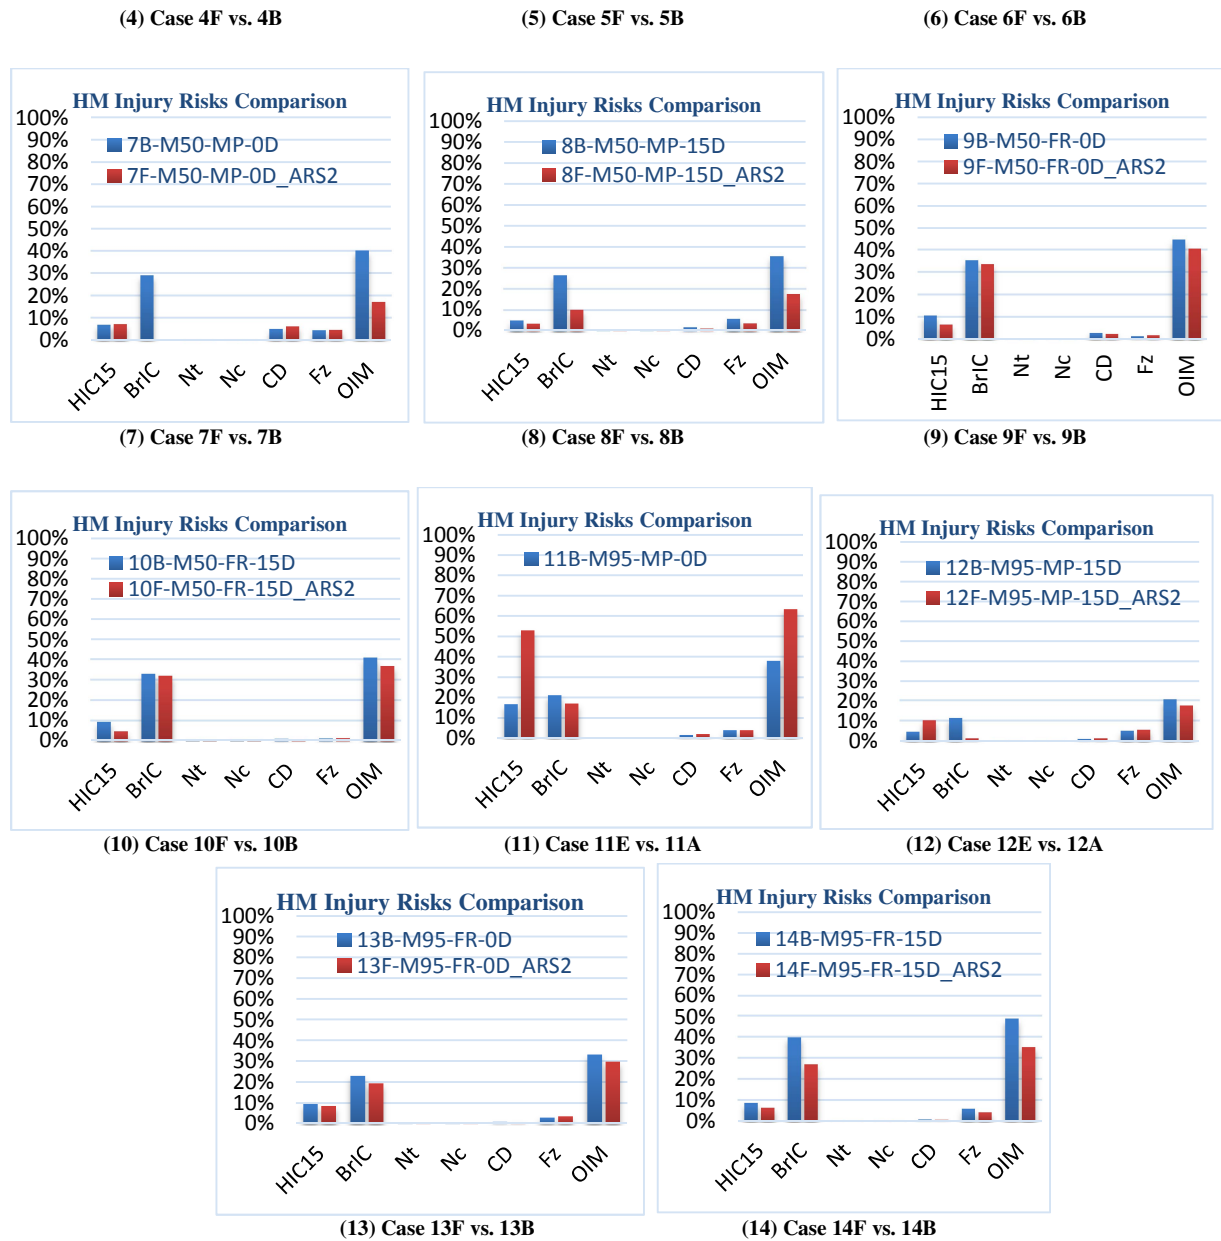 (4) Case 4F vs. 4B
(5) Case 5F vs. 5B
(6) Case 6F vs. 6B
HM Injury Risks Comparison
100%
90%
80%
70%
60%
50%
40%
30%
20%
10%
0%
7B-M50-MP-0D
7F-M50-MP-0D_ARS2
HIC15
BrIC
Nt
Nc
CD
Fz
OIM
(7) Case 7F vs. 7B
HM Injury Risks Comparison
100%
90%
80%
70%
60%
50%
40%
30%
20%
10%
0%
8B-M50-MP-15D
8F-M50-MP-15D_ARS2
HIC15
BrIC
Nt
Nc
CD
Fz
OIM
(8) Case 8F vs. 8B
HM Injury Risks Comparison
100%
90%
80%
70%
60%
50%
40%
30%
20%
10%
0%
9B-M50-FR-0D
9F-M50-FR-0D_ARS2
HIC15
BrIC
Nt
Nc
CD
Fz
OIM
(9) Case 9F vs. 9B
HM Injury Risks Comparison
100%
90%
80%
70%
60%
50%
40%
30%
20%
10%
0%
10B-M50-FR-15D
10F-M50-FR-15D_ARS2
HIC15
BrIC
Nt
Nc
CD
Fz
OIM
(10) Case 10F vs. 10B
HM Injury Risks Comparison
100%
90%
80%
70%
60%
50%
40%
30%
20%
10%
0%
11B-M95-MP-0D
HIC15
BrIC
Nt
Nc
CD
Fz
OIM
(11) Case 11E vs. 11A
HM Injury Risks Comparison
100%
90%
80%
70%
60%
50%
40%
30%
20%
10%
0%
12B-M95-MP-15D
12F-M95-MP-15D_ARS2
HIC15
BrIC
Nt
Nc
CD
Fz
OIM
(12) Case 12E vs. 12A
HM Injury Risks Comparison
100%
90%
80%
70%
60%
50%
40%
30%
20%
10%
0%
13B-M95-FR-0D
13F-M95-FR-0D_ARS2
HIC15
BrIC
Nt
Nc
CD
Fz
OIM
(13) Case 13F vs. 13B
HM Injury Risks Comparison
100%
90%
80%
70%
60%
50%
40%
30%
20%
10%
0%
14B-M95-FR-15D
14F-M95-FR-15D_ARS2
HIC15
BrIC
Nt
Nc
CD
Fz
OIM
(14) Case 14F vs. 14B